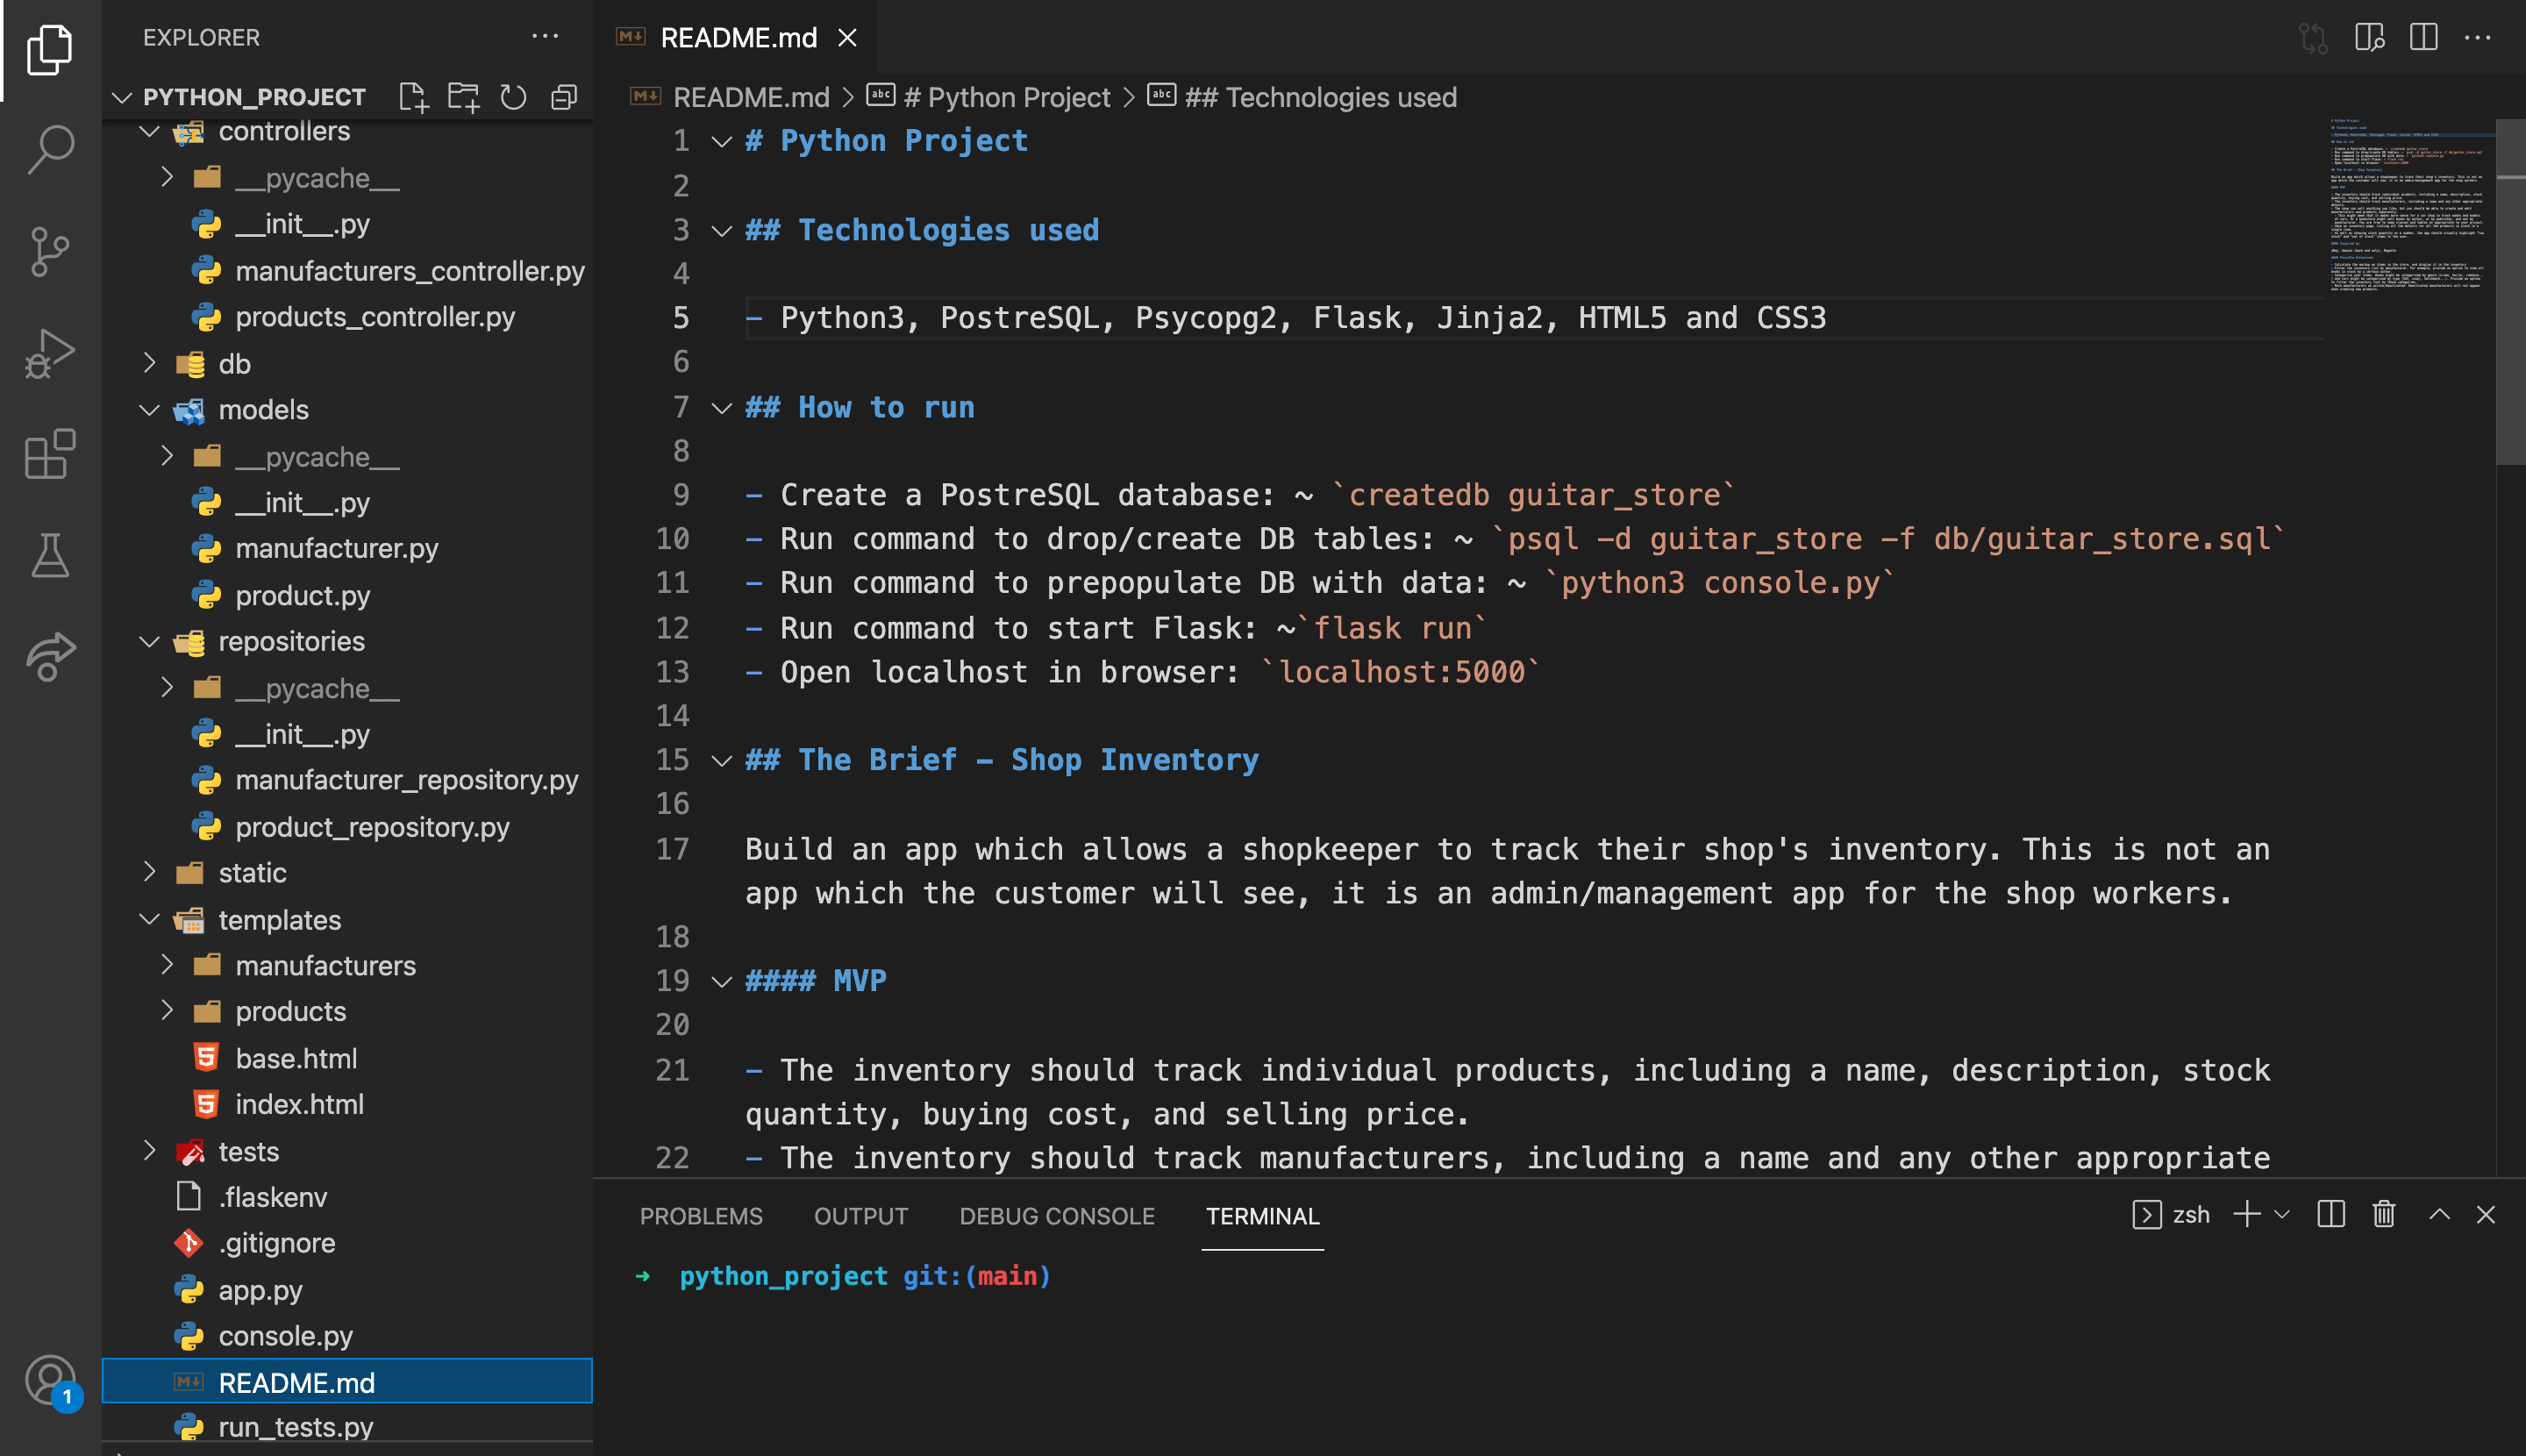 EXPLORER
PYTHON_PROJECT
controllers
__pycache__
__init__.py
manufacturers_controller.py
products_controller.py
db
models
__pycache__
__init__.py
manufacturer.py
product.py
repositories
__pycache__
__init__.py
manufacturer_repository.py
product_repository.py
static
templates
manufacturers
products
base.html
index.html
tests
.flaskenv
.gitignore
app.py
console.py
README.md
run_tests.py
1
README.md
README.md > # Python Project > ## Technologies used
1 # Python Project
2
3 ## Technologies used
4
5 - Python3, PostreSQL, Psycopg2, Flask, Jinja2, HTML5 and CSS3
6
7 ## How to run
8
9 - Create a PostreSQL database: ~ `createdb guitar_store`
10 - Run command to drop/create DB tables: ~ `psql -d guitar_store -f db/guitar_store.sql`
11 - Run command to prepopulate DB with data: ~ `python3 console.py`
12 - Run command to start Flask: ~`flask run`
13 - Open localhost in browser: `localhost:5000`
14
15 ## The Brief - Shop Inventory
16
17 Build an app which allows a shopkeeper to track their shop's inventory. This is not an
app which the customer will see, it is an admin/management app for the shop workers.
18
19 #### MVP
20
21 - The inventory should track individual products, including a name, description, stock
quantity, buying cost, and selling price.
22 - The inventory should track manufacturers, including a name and any other appropriate
PROBLEMS OUTPUT DEBUG CONSOLE TERMINAL zsh
➜ python_project git:(main)